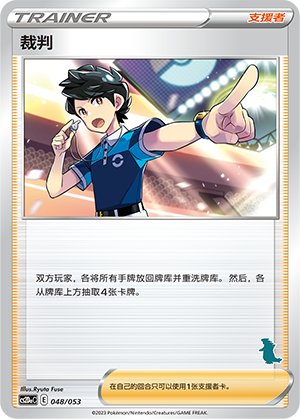 TRAINER 支援者
裁判
双方玩家，各将所有手牌放回牌库并重洗牌库。然后，各
从牌库上方抽取4张卡牌。
Illus.Ryuta Fuse
E 048/053
在自己的回合只可以使用1张支援者卡。
©2023 Pokémon/Nintendo/Creatures/GAME FREAK.